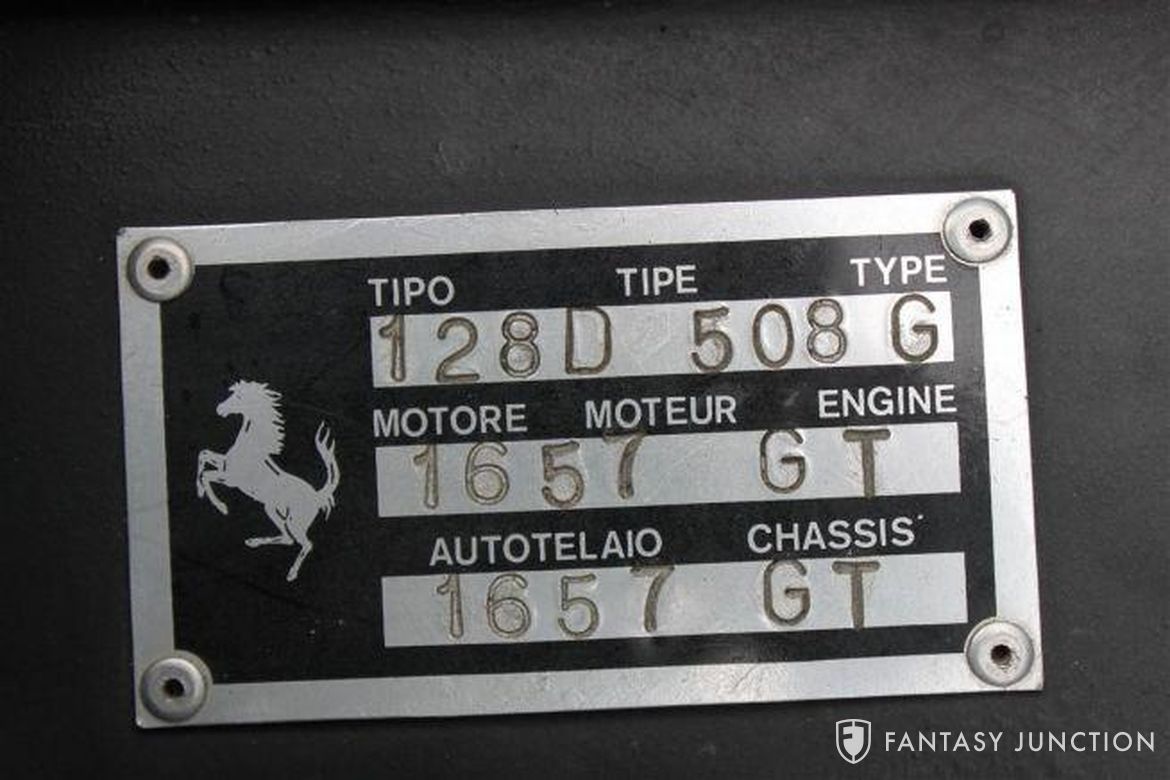 TIPO TIPE TYPE
128D 508 G
MOTORE MOTEUR ENGINE
1657 GT
AUTOTELAIO CHASSIS
1657 GT
FANTASY JUNCTION